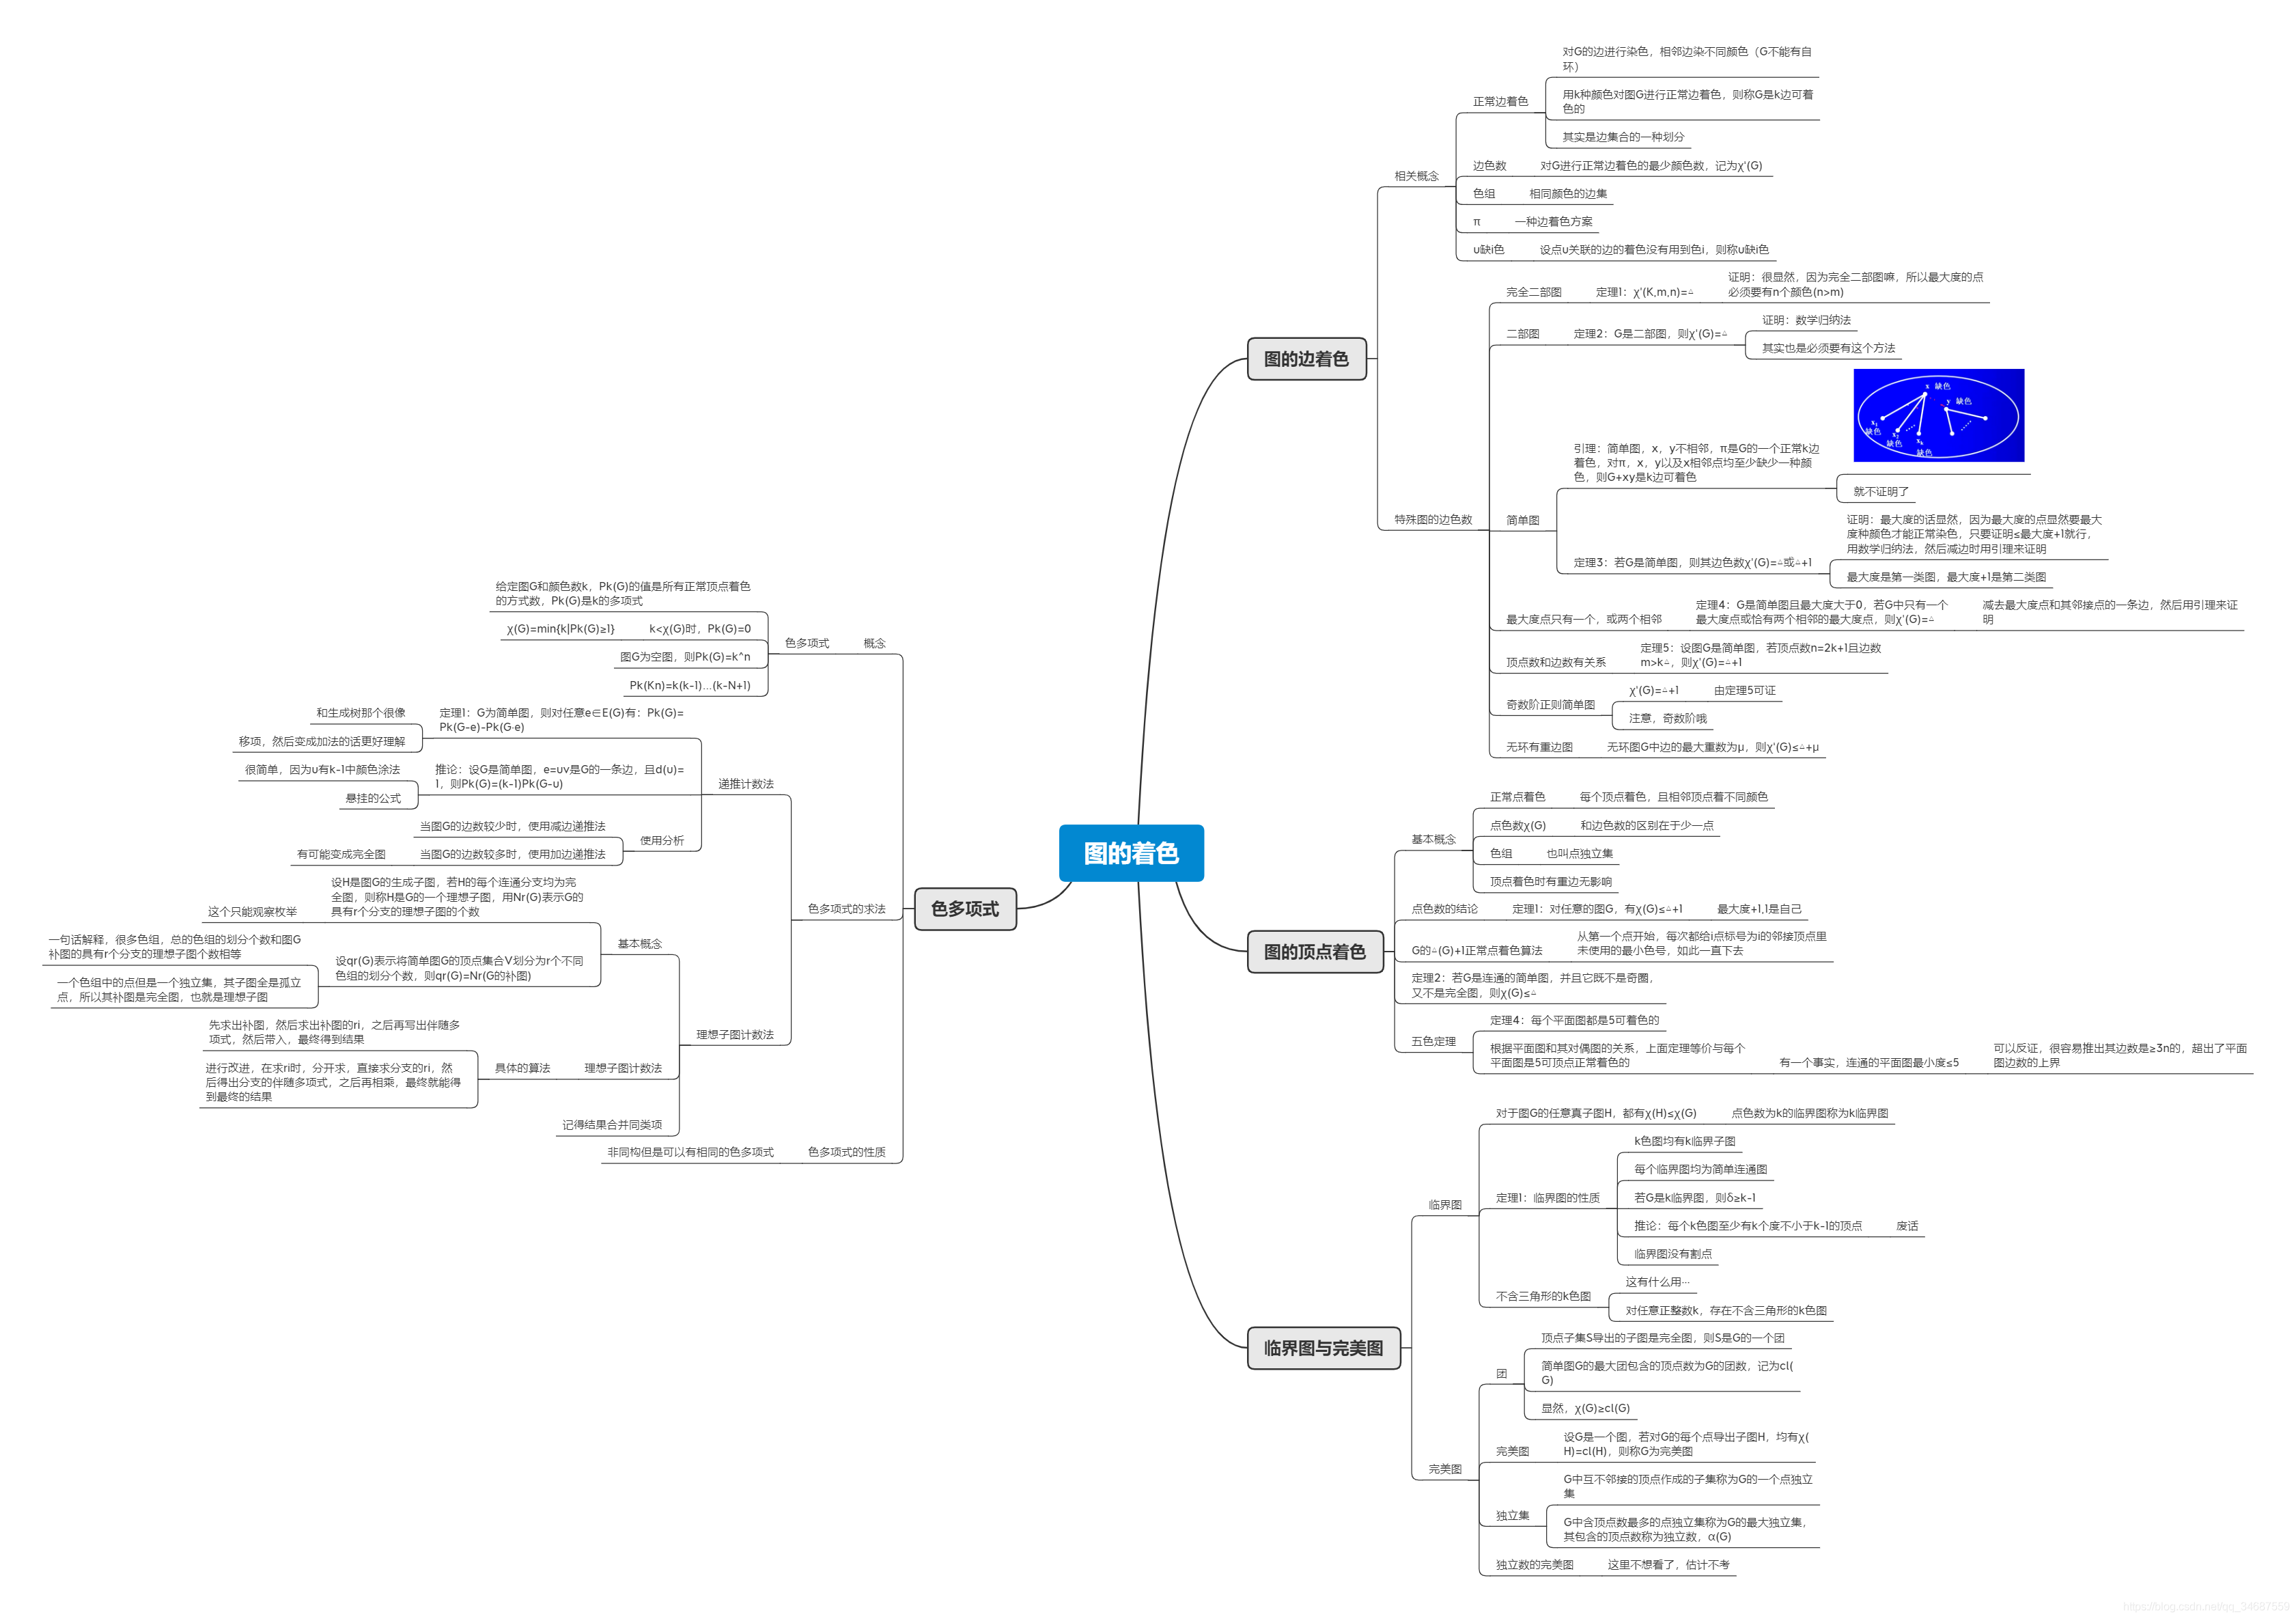 图的着色
图的边着色
相关概念
正常边着色
对G的边进行染色，相邻边染不同颜色（G不能有自
环）
用k种颜色对图G进行正常边着色，则称G是k边可着
色的
其实是边集合的一种划分
边色数
对G进行正常边着色的最少颜色数，记为χ'(G)
色组
相同颜色的边集
π
一种边着色方案
υ缺i色
设点υ关联的边的着色没有用到色i，则称υ缺i色
特殊图的边色数
完全二部图
定理1：χ'(K,m,n)=△
证明：很显然，因为完全二部图嘛，所以最大度的点
必须要有n个颜色(n>m)
二部图
定理2：G是二部图，则χ'(G)=△
证明：数学归纳法
其实也是必须要有这个方法
简单图
引理：简单图，x，y不相邻，π是G的一个正常k边
着色，对π，x，y以及x相邻点均至少缺少一种颜
色，则G+xy是k边可着色
x 缺色
y 缺色
x1
缺色
x2
缺色
xk
缺色
就不证明了
定理3：若G是简单图，则其边色数χ'(G)=△或△+1
证明：最大度的话显然，因为最大度的点显然要最大
度种颜色才能正常染色，只要证明≤最大度+1就行，
用数学归纳法，然后减边时用引理来证明
最大度是第一类图，最大度+1是第二类图
最大度点只有一个，或两个相邻
定理4：G是简单图且最大度大于0，若G中只有一个
最大度点或恰有两个相邻的最大度点，则χ'(G)=△
减去最大度点和其邻接点的一条边，然后用引理来证
明
顶点数和边数有关系
定理5：设图G是简单图，若顶点数n=2k+1且边数
m>k△，则χ'(G)=△+1
奇数阶正则简单图
χ'(G)=△+1
由定理5可证
注意，奇数阶哦
无环有重边图
无环图G中边的最大重数为μ，则χ'(G)≤△+μ
图的顶点着色
基本概念
正常点着色
每个顶点着色，且相邻顶点着不同颜色
点色数χ(G)
和边色数的区别在于少一点
色组
也叫点独立集
顶点着色时有重边无影响
点色数的结论
定理1：对任意的图G，有χ(G)≤△+1
最大度+1,1是自己
G的△(G)+1正常点着色算法
从第一个点开始，每次都给i点标号为i的邻接顶点里
未使用的最小色号，如此一直下去
定理2：若G是连通的简单图，并且它既不是奇圈，
又不是完全图，则χ(G)≤△
五色定理
定理4：每个平面图都是5可着色的
根据平面图和其对偶图的关系，上面定理等价与每个
平面图是5可顶点正常着色的
有一个事实，连通的平面图最小度≤5
可以反证，很容易推出其边数是≥3n的，超出了平面
图边数的上界
临界图与完美图
临界图
对于图G的任意真子图H，都有χ(H)≤χ(G)
点色数为k的临界图称为k临界图
定理1：临界图的性质
k色图均有k临界子图
每个临界图均为简单连通图
若G是k临界图，则δ≥k-1
推论：每个k色图至少有k个度不小于k-1的顶点
废话
临界图没有割点
不含三角形的k色图
这有什么用…
对任意正整数k，存在不含三角形的k色图
完美图
团
顶点子集S导出的子图是完全图，则S是G的一个团
简单图G的最大团包含的顶点数为G的团数，记为cl(
G)
显然，χ(G)≥cl(G)
完美图
设G是一个图，若对G的每个点导出子图H，均有χ(
H)=cl(H)，则称G为完美图
独立集
G中互不邻接的顶点作成的子集称为G的一个点独立
集
G中含顶点数最多的点独立集称为G的最大独立集，
其包含的顶点数称为独立数，α(G)
独立数的完美图
这里不想看了，估计不考
色多项式
概念
色多项式
给定图G和颜色数k，Pk(G)的值是所有正常顶点着色
的方式数，Pk(G)是k的多项式
k<χ(G)时，Pk(G)=0
χ(G)=min{k|Pk(G)≥1}
图G为空图，则Pk(G)=k^n
Pk(Kn)=k(k-1)...(k-N+1)
色多项式的求法
递推计数法
定理1：G为简单图，则对任意e∈E(G)有：Pk(G)=
Pk(G-e)-Pk(G·e)
和生成树那个很像
移项，然后变成加法的话更好理解
推论：设G是简单图，e=υv是G的一条边，且d(υ)=
1，则Pk(G)=(k-1)Pk(G-υ)
很简单，因为υ有k-1中颜色涂法
悬挂的公式
使用分析
当图G的边数较少时，使用减边递推法
当图G的边数较多时，使用加边递推法
有可能变成完全图
理想子图计数法
基本概念
设H是图G的生成子图，若H的每个连通分支均为完
全图，则称H是G的一个理想子图，用Nr(G)表示G的
具有r个分支的理想子图的个数
这个只能观察枚举
设qr(G)表示将简单图G的顶点集合V划分为r个不同
色组的划分个数，则qr(G)=Nr(G的补图)
一句话解释，很多色组，总的色组的划分个数和图G
补图的具有r个分支的理想子图个数相等
一个色组中的点但是一个独立集，其子图全是孤立
点，所以其补图是完全图，也就是理想子图
理想子图计数法
具体的算法
先求出补图，然后求出补图的ri，之后再写出伴随多
项式，然后带入，最终得到结果
进行改进，在求ri时，分开求，直接求分支的ri，然
后得出分支的伴随多项式，之后再相乘，最终就能得
到最终的结果
记得结果合并同类项
色多项式的性质
非同构但是可以有相同的色多项式